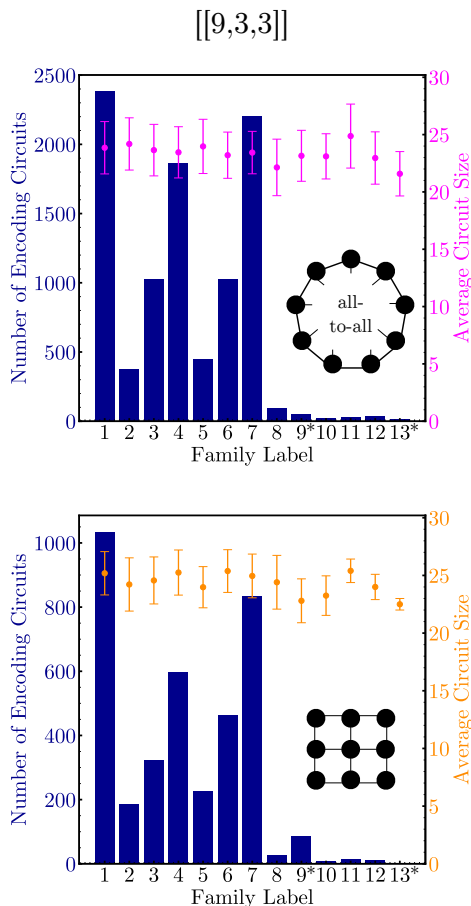 [[9,3,3]]
Number of Encoding Circuits
2500
2000
1500
1000
500
0
30
25
20
15
10
5
0
Average Circuit Size
all-
to-all
1 2 3 4 5 6 7 8 9* 10 11 12 13*
Family Label
Number of Encoding Circuits
1000
800
600
400
200
0
30
25
20
15
10
5
0
Average Circuit Size
1 2 3 4 5 6 7 8 9* 10 11 12 13*
Family Label